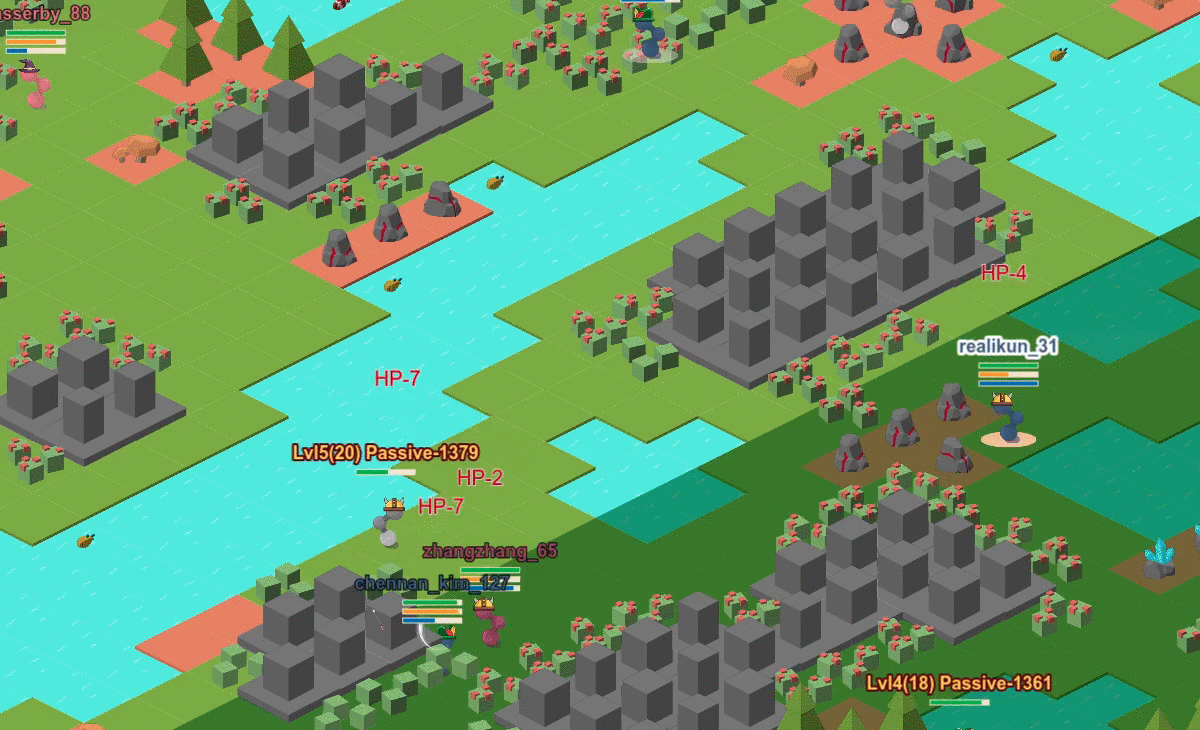 asserby_88
HP-4
realikun_31
HP-7
Lvl5(20) Passive-1379
HP-2
HP-7
zhangzhang_65
chennan_kim_127
Lvl4(18) Passive-1361